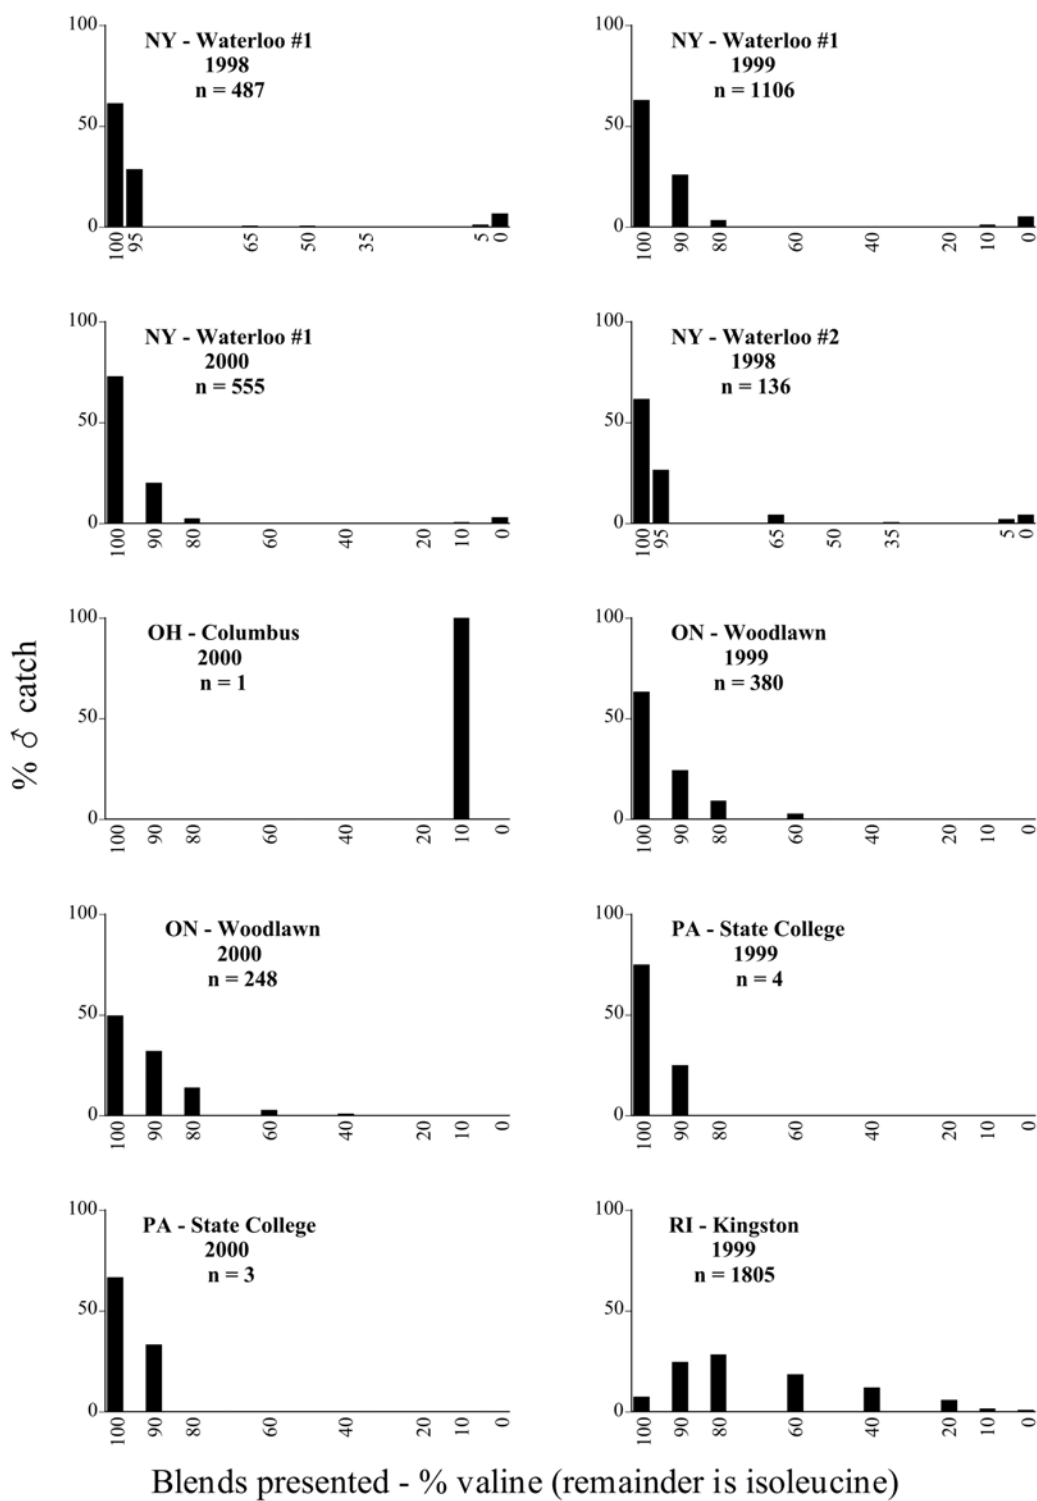 100
50
0
NY - Waterloo #1
1998
n = 487
100 95 65 50 35 5 0
100
50
0
NY - Waterloo #1
1999
n = 1106
100 90 80 60 40 20 10 0
100
50
0
NY - Waterloo #1
2000
n = 555
100 90 80 60 40 20 10 0
100
50
0
NY - Waterloo #2
1998
n = 136
100 95 65 50 35 5 0
% ♂ catch
100
50
0
OH - Columbus
2000
n = 1
100 90 80 60 40 20 10 0
100
50
0
ON - Woodlawn
1999
n = 380
100 90 80 60 40 20 10 0
100
50
0
ON - Woodlawn
2000
n = 248
100 90 80 60 40 20 10 0
100
50
0
PA - State College
1999
n = 4
100 90 80 60 40 20 10 0
100
50
0
PA - State College
2000
n = 3
100 90 80 60 40 20 10 0
100
50
0
RI - Kingston
1999
n = 1805
100 90 80 60 40 20 10 0
Blends presented - % valine (remainder is isoleucine)